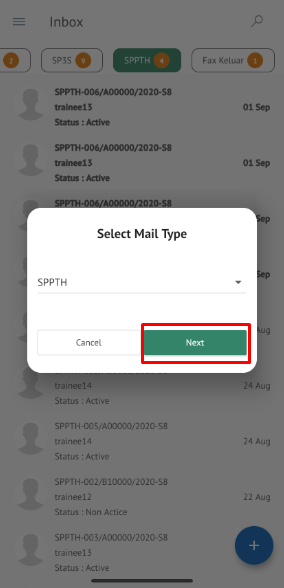 Inbox
2 SP3S 9 SPPTH 4 Fax Keluar 1
SPPTH-006/A00000/2020-S8
trainee13 01 Sep
Status : Active
SPPTH-006/A00000/2020-S8
trainee13 01 Sep
Status : Active
SPPTH-006/A00000/2020-S8
Sep
Select Mail Type
Sep
SPPTH
Aug
Cancel Next
trainee14 24 Aug
Status : Active
SPPTH-005/A00000/2020-S8
trainee14 24 Aug
Status : Active
SPPTH-002/B10000/2020-S8
trainee12 22 Aug
Status : Non Actice
SPPTH-003/A00000/2020-S8
trainee13
Status : Active